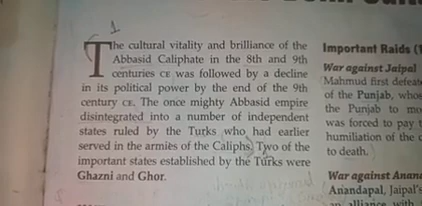 1
The cultural vitality and brilliance of the
Abbasid Caliphate in the 8th and 9th
centuries CE was followed by a decline
in its political power by the end of the 9th
century CE. The once mighty Abbasid empire
disintegrated into a number of independent
states ruled by the Turks who had earlier
served in the armies of the Caliphs. Two of the
important states established by the Turks were
Ghazni and Ghor.
Important Raids
War against Jaipal
Mahmud first
of the Punjab,
the Punjab to
was forced to pay
humiliation of the
to death.
War against
Anandapal, Jaipal's
alliance with